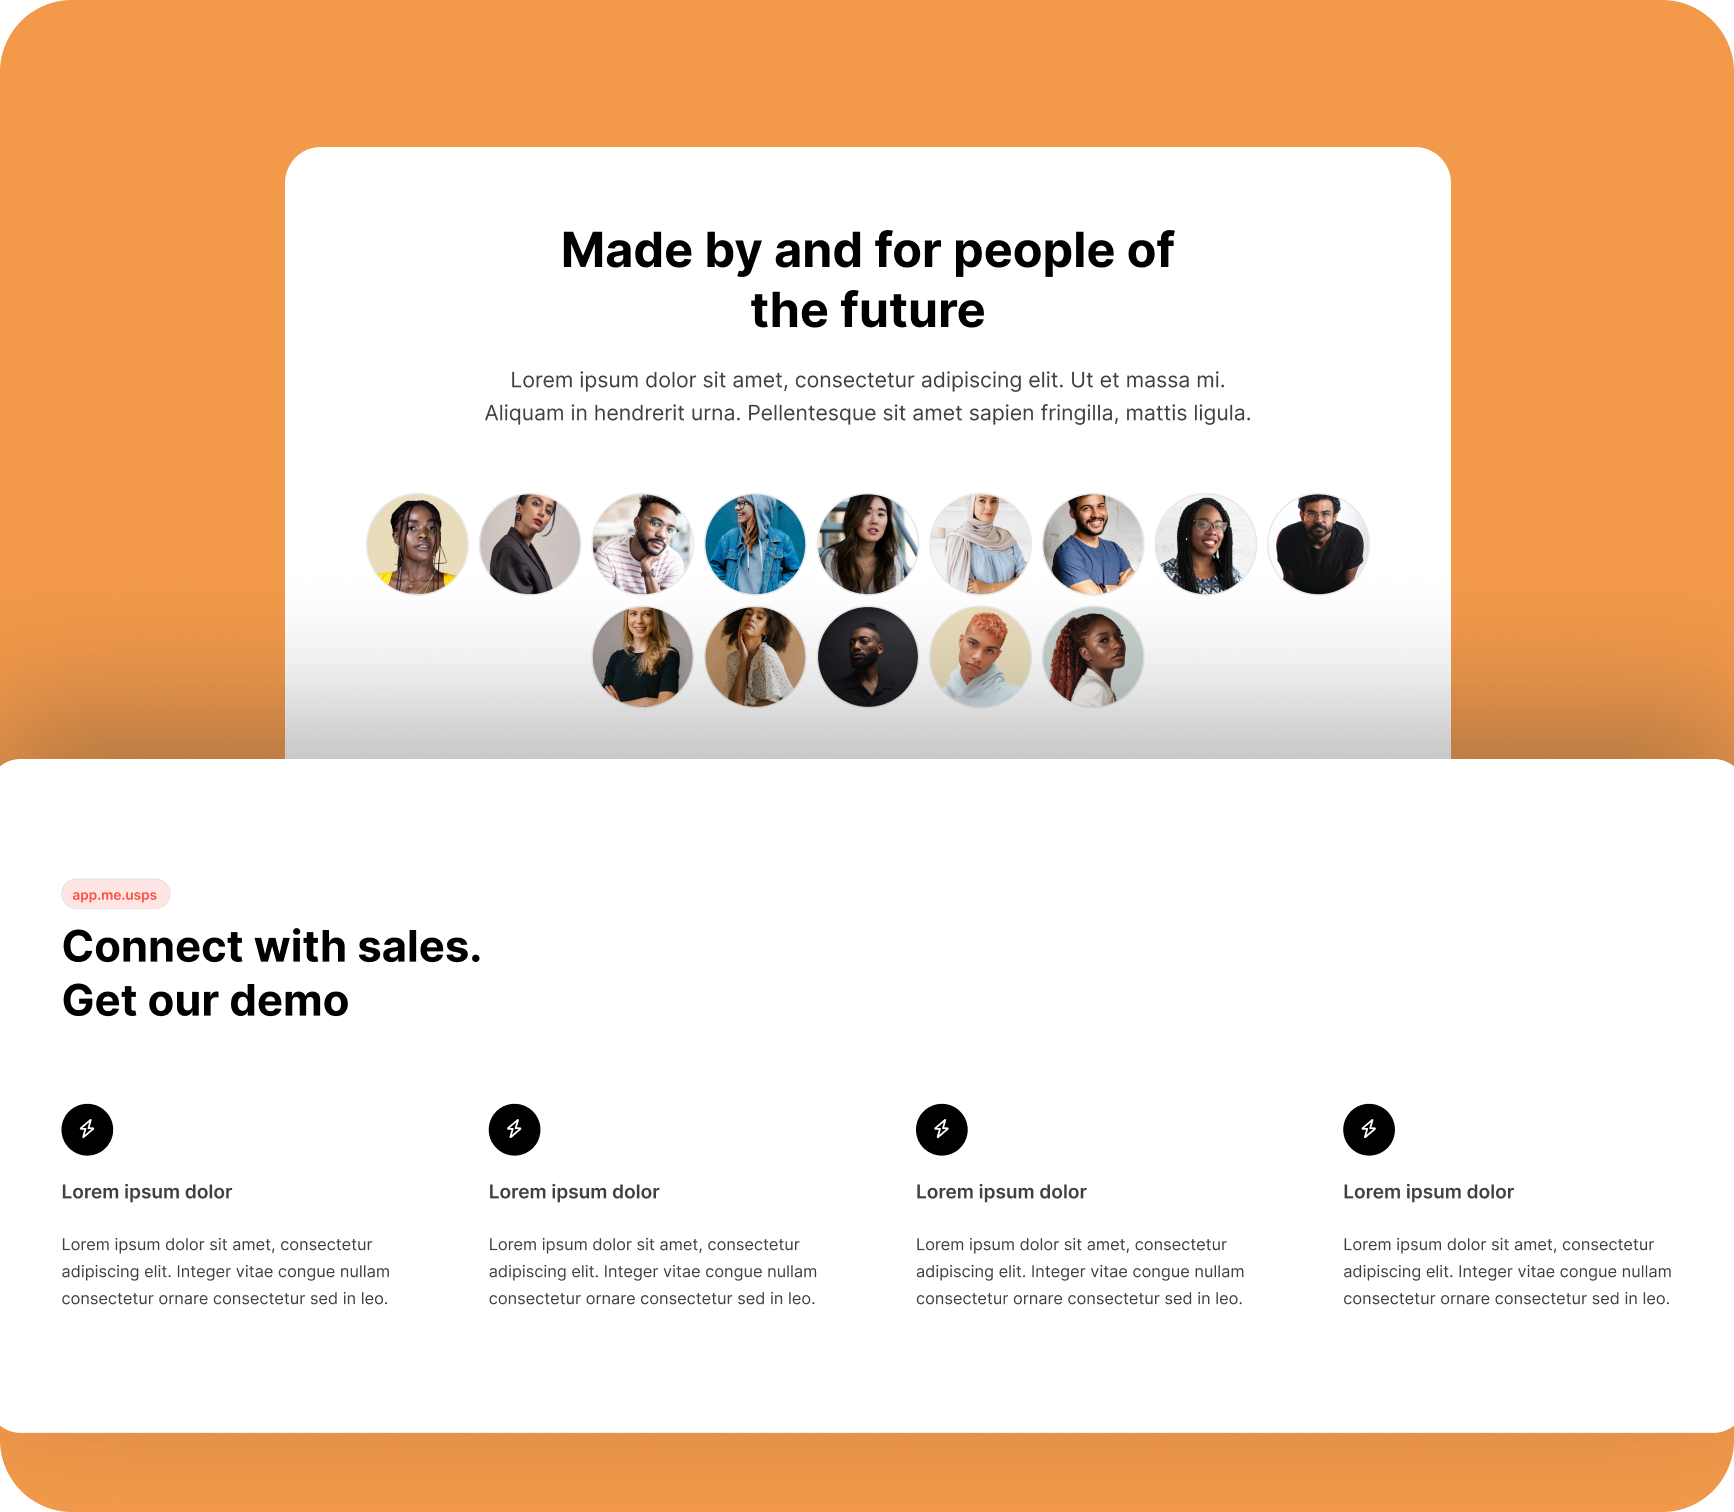 Made by and for people of
the future
Lorem ipsum dolor sit amet, consectetur adipiscing elit. Ut et massa mi.
Aliquam in hendrerit urna. Pellentesque sit amet sapien fringilla, mattis ligula.
app.me.usps
Connect with sales.
Get our demo
Lorem ipsum dolor
Lorem ipsum dolor sit amet, consectetur
adipiscing elit. Integer vitae congue nullam
consectetur ornare consectetur sed in leo.
Lorem ipsum dolor
Lorem ipsum dolor sit amet, consectetur
adipiscing elit. Integer vitae congue nullam
consectetur ornare consectetur sed in leo.
Lorem ipsum dolor
Lorem ipsum dolor sit amet, consectetur
adipiscing elit. Integer vitae congue nullam
consectetur ornare consectetur sed in leo.
Lorem ipsum dolor
Lorem ipsum dolor sit amet, consectetur
adipiscing elit. Integer vitae congue nullam
consectetur ornare consectetur sed in leo.